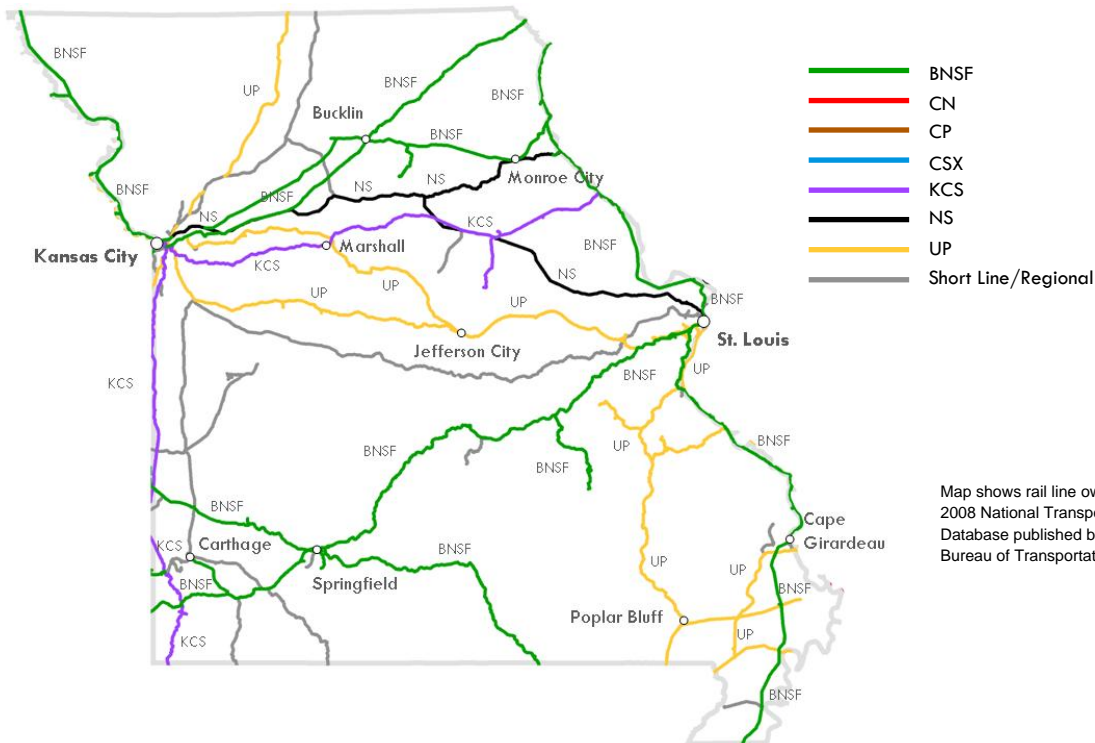 BNSF
UP
Bucklin
BNSF
BNSF
BNSF
Monroe City
NS
NS
BNSF
BNSF
NS
KCS
Kansas City
Marshall
KCS
BNSF
NS
UP
UP
UP
BNSF
Jefferson City
St. Louis
KCS
BNSF
UP
BNSF
BNSF
UP
BNSF
BNSF
Cape
Girardeau
KCS
Carthage
BNSF
BNSF
Springfield
UP
UP
BNSF
Poplar Bluff
UP
KCS
BNSF
BNSF
CN
CP
CSX
KCS
NS
UP
Short Line/Regional
Map shows rail line ow
2008 National Transpo
Database published b
Bureau of Transportat